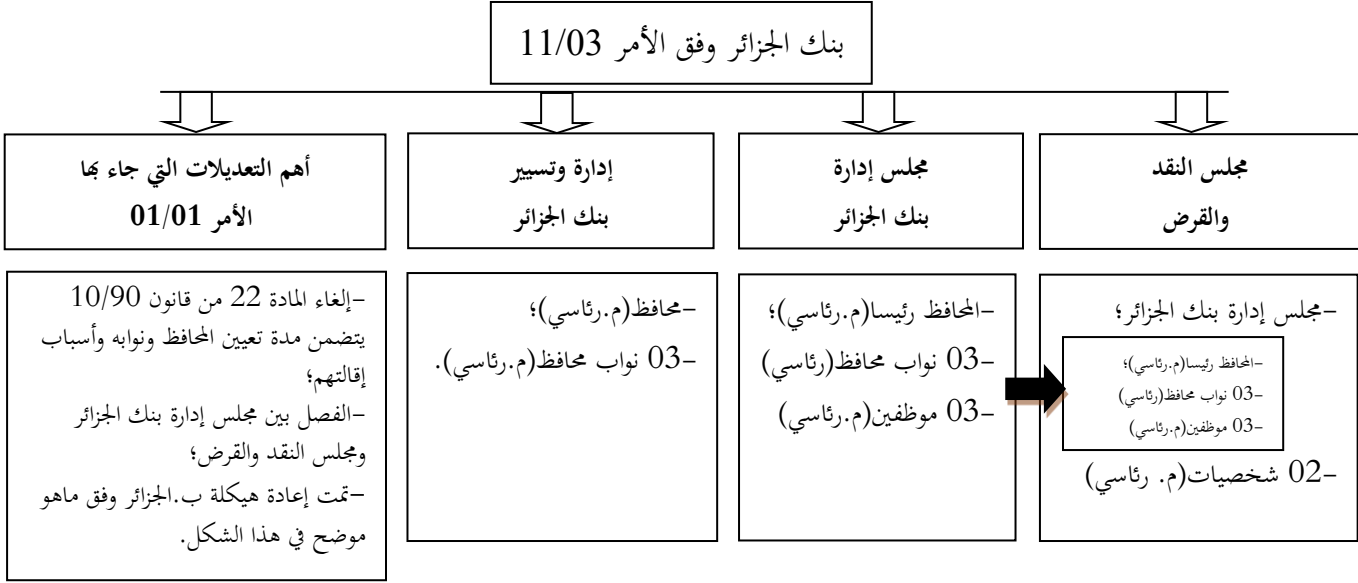 بنك الجزائر وفق الأمر 11/03
مجلس النقد
والقرض
مجلس إدارة
بنك الجزائر
إدارة وتسيير
بنك الجزائر
أهم التعديلات التي جاء بها
الأمر 01/01
-مجلس إدارة بنك الجزائر؛
-المحافظ رئيسا(م.رئاسي)؛
-03 نواب محافظ(رئاسي)
-03 موظفين(م.رئاسي)
-02 شخصيات(م. رئاسي)
-المحافظ رئيسا(م.رئاسي)؛
-03 نواب محافظ(رئاسي)
-03 موظفين(م.رئاسي)
-محافظ(م.رئاسي)؛
-03 نواب محافظ(م.رئاسي).
-إلغاء المادة 22 من قانون 10/90
يتضمن مدة تعيين المحافظ ونوابه وأسباب
إقالتهم؛
-الفصل بين مجلس إدارة بنك الجزائر
ومجلس النقد والقرض؛
-تمت إعادة هيكلة ب.الجزائر وفق ماهو
موضح في هذا الشكل.